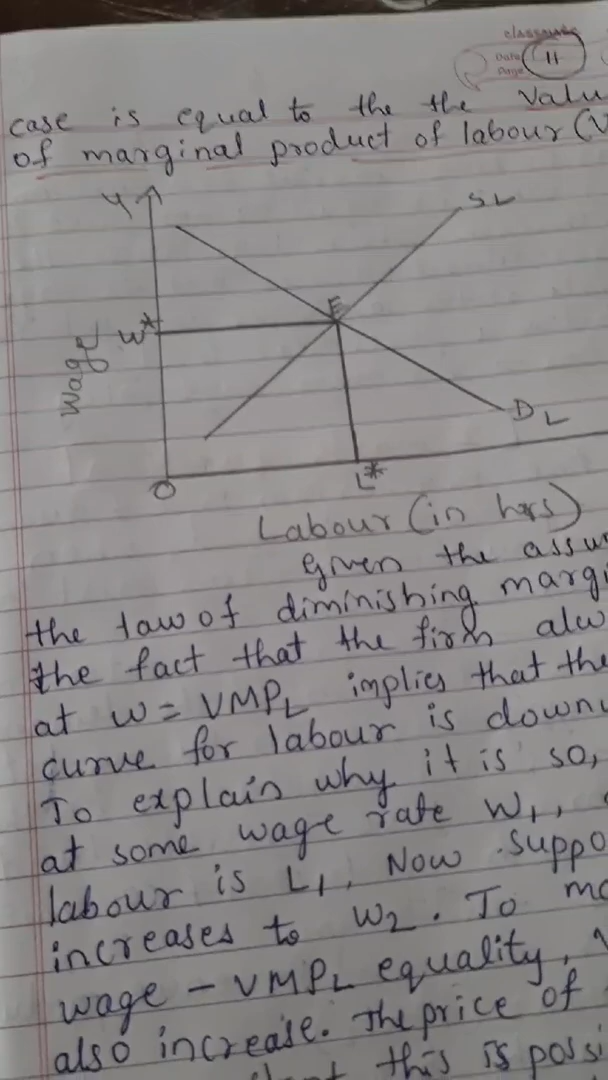 classmate
Date
Page
11
case is equal to the the Valu
of marginal product of labour (V
Y
SL
E
W*
Wage
DL
O
L*
Labour (in hrs)
Given the assu
the law of diminishing margi
the fact that the firm alw
at w = VMPL implies that the
curve for labour is down
To explain why it is so,
at some wage rate W1,
labour is L1. Now suppo
increases to W2. To ma
wage - VMPL equality,
also increase. The price of
this is possi